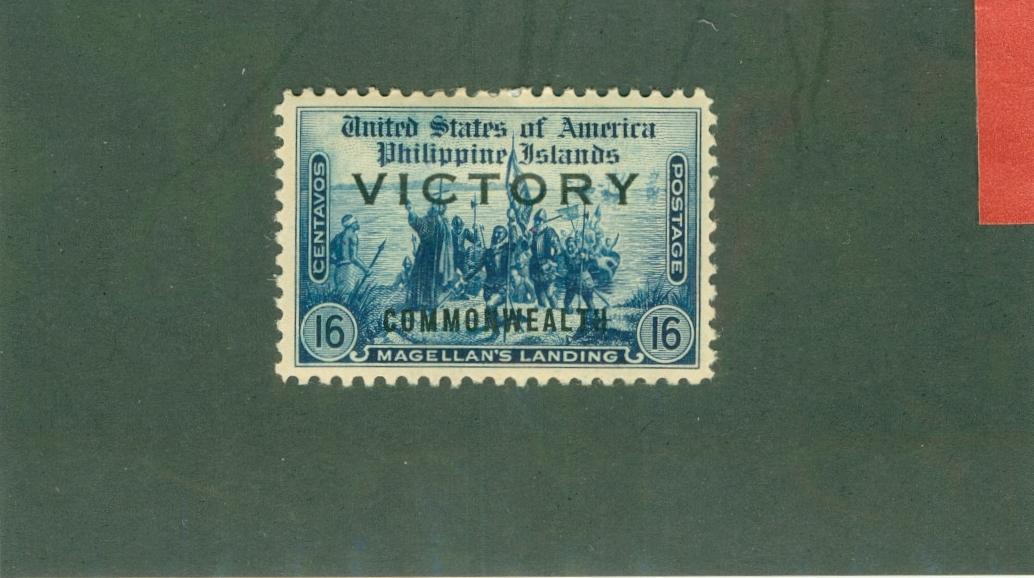 United States of America
Philippine Islands
VICTORY
CENTAVOS
POSTAGE
COMMONWEALTH
16
16
MAGELLAN'S LANDING